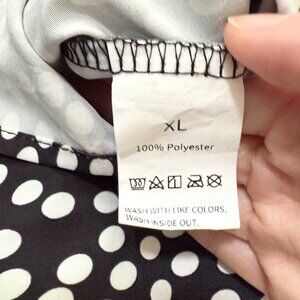 XL
100% Polyester
WASH WITH LIKE COLORS.
WASH INSIDE OUT.